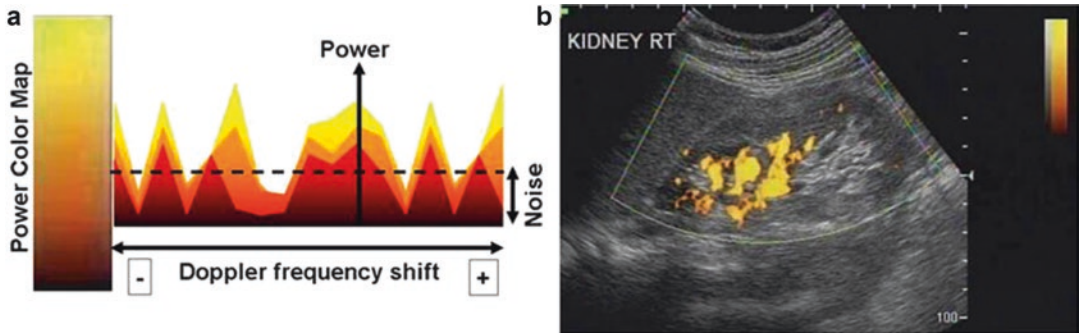 a
Power Color Map
Power
Noise
Doppler frequency shift
-
+
b
KIDNEY RT
100